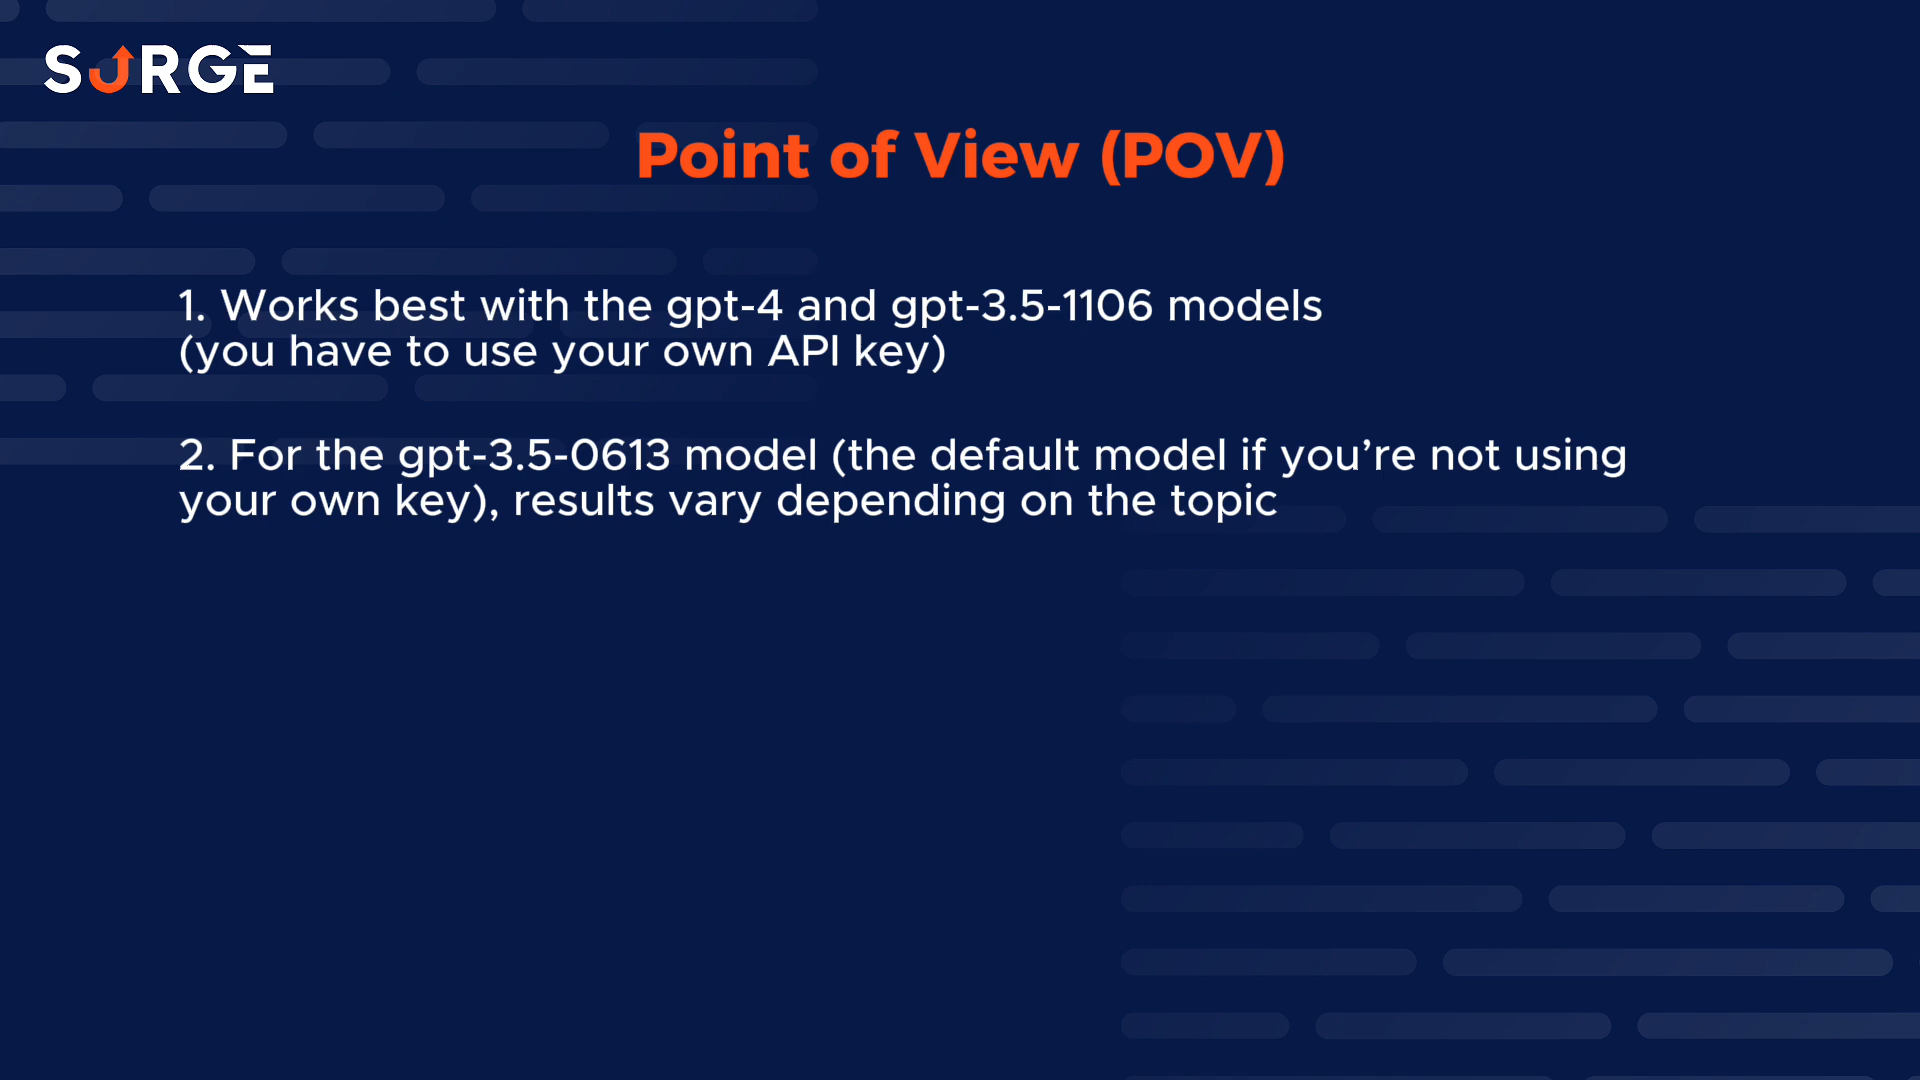 SURGE
Point of View (POV)
1. Works best with the gpt-4 and gpt-3.5-1106 models
(you have to use your own API key)
2. For the gpt-3.5-0613 model (the default model if you’re not using
your own key), results vary depending on the topic